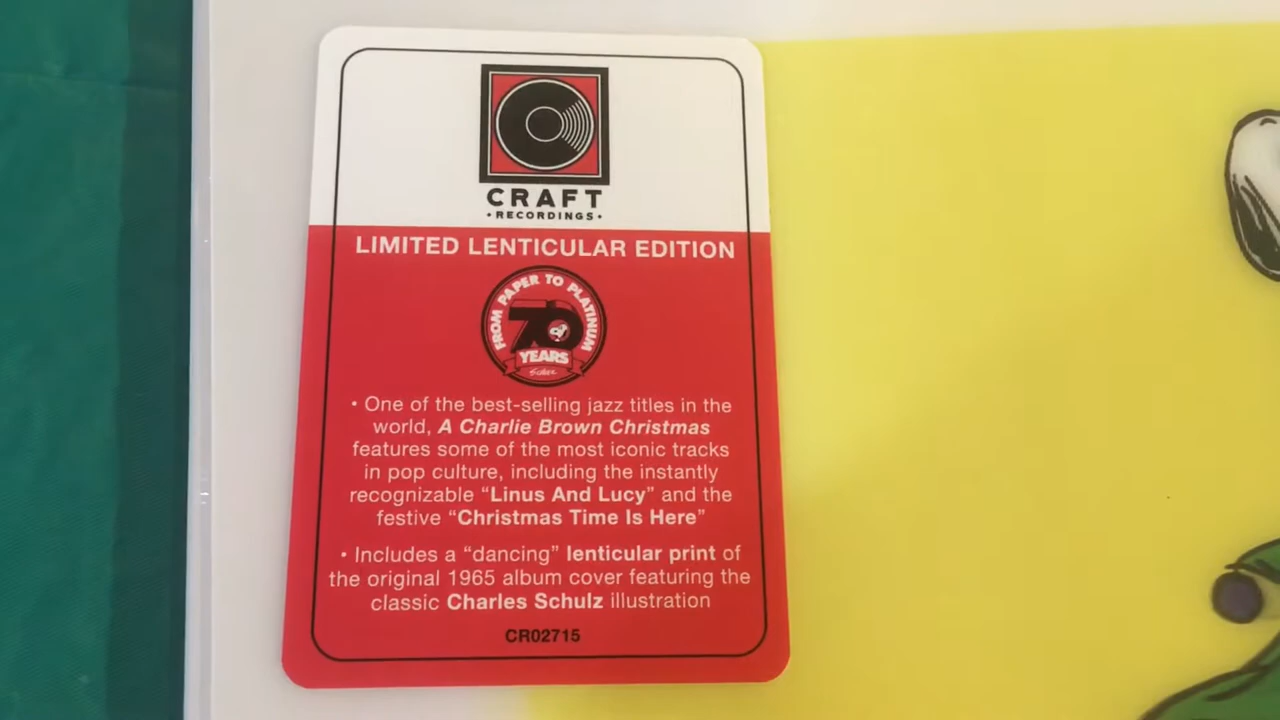 CRAFT
• RECORDINGS •
LIMITED LENTICULAR EDITION
FROM PAPER TO PLATINUM
70
YEARS
Schulz
• One of the best-selling jazz titles in the
world, A Charlie Brown Christmas
features some of the most iconic tracks
in pop culture, including the instantly
recognizable “Linus And Lucy” and the
festive “Christmas Time Is Here”
• Includes a “dancing” lenticular print of
the original 1965 album cover featuring the
classic Charles Schulz illustration
CR02715